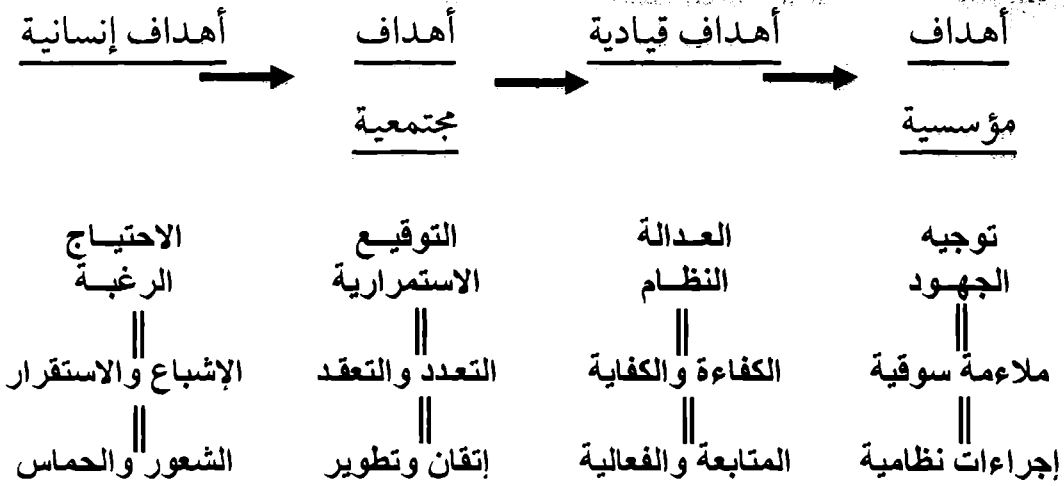 أهداف أهداف قيادية أهداف أهداف إنسانية
مؤسسية مجتمعية
توجيه العدالة التوقيع الاحتياج
الجهود النظام الاستمرارية الرغبة
ملاءمة سوقية الكفاءة والكفاية التعدد والتعقد الإشباع والاستقرار
إجراءات نظامية المتابعة والفعالية إتقان وتطوير الشعور والحماس